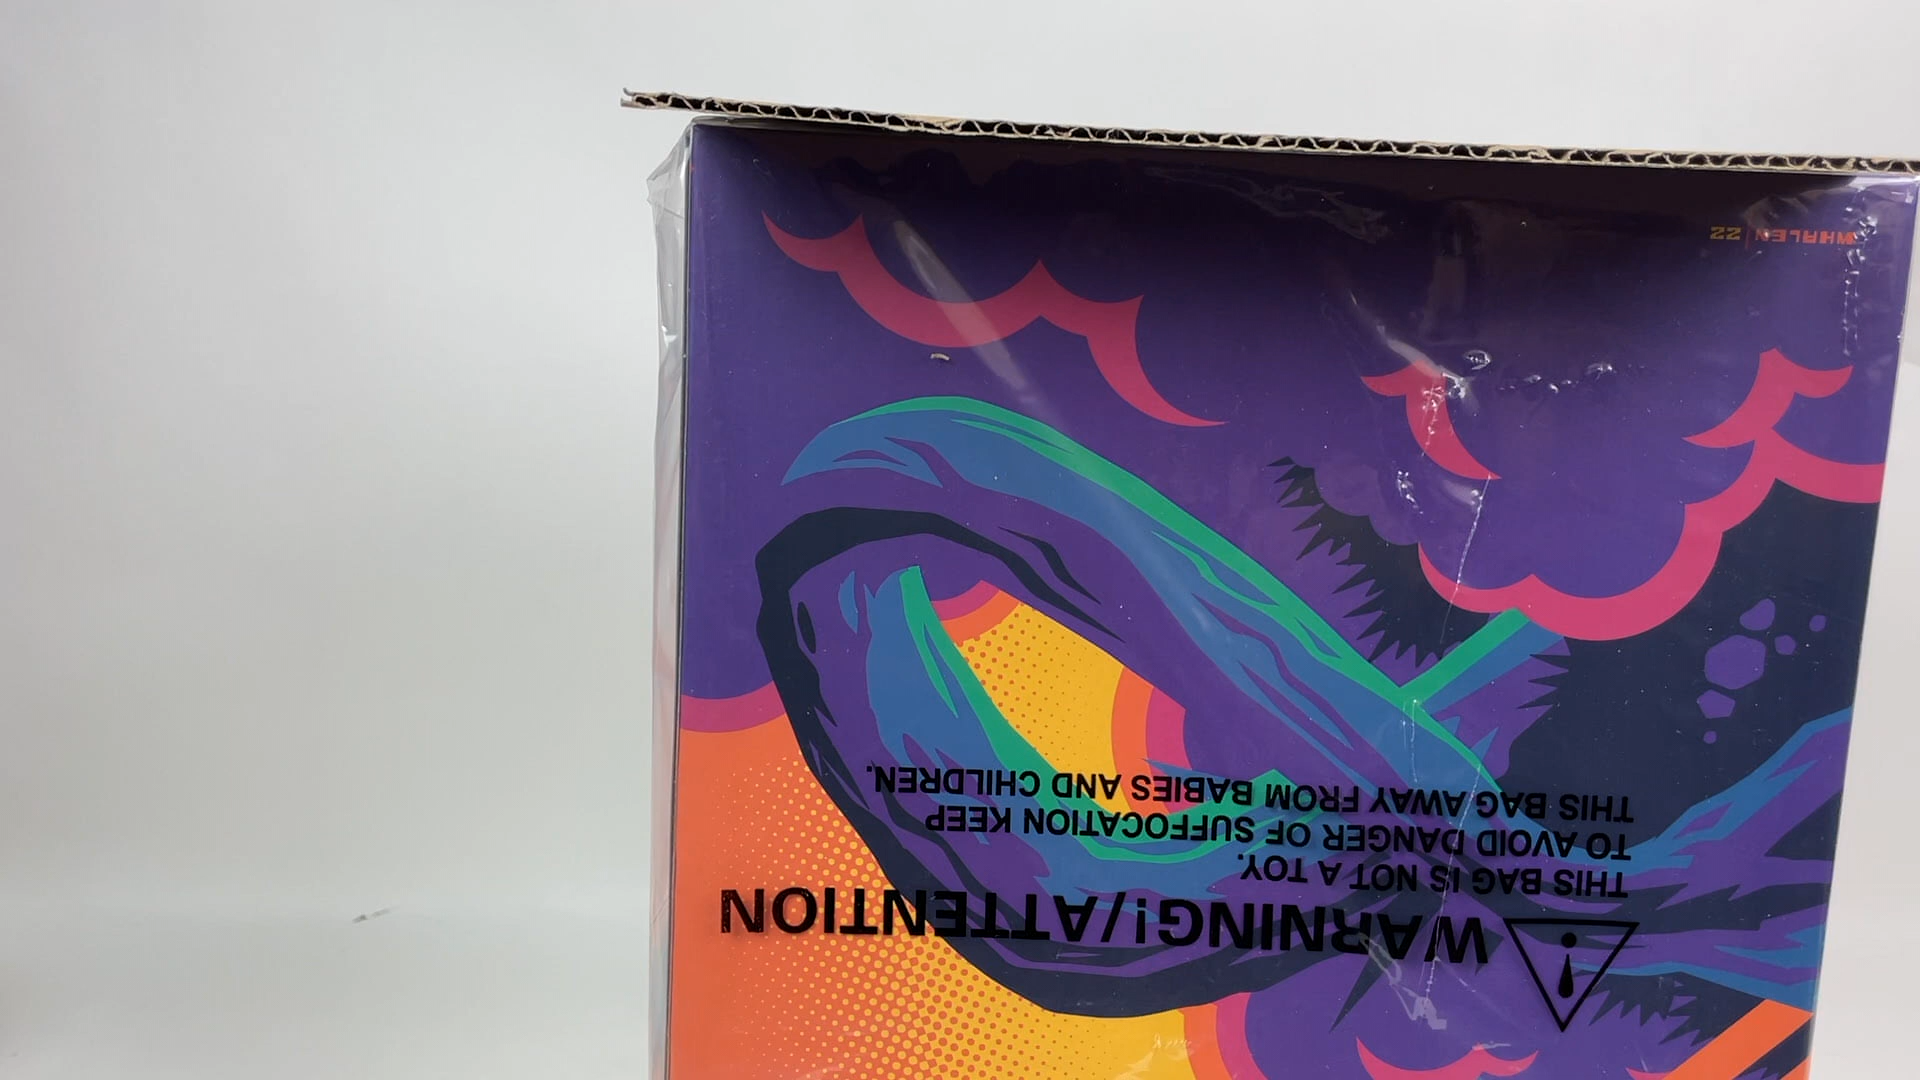 WARNING!/ATTENTION
THIS BAG IS NOT A TOY.
TO AVOID DANGER OF SUFFOCATION KEEP
THIS BAG AWAY FROM BABIES AND CHILDREN.
WHALEN | 22